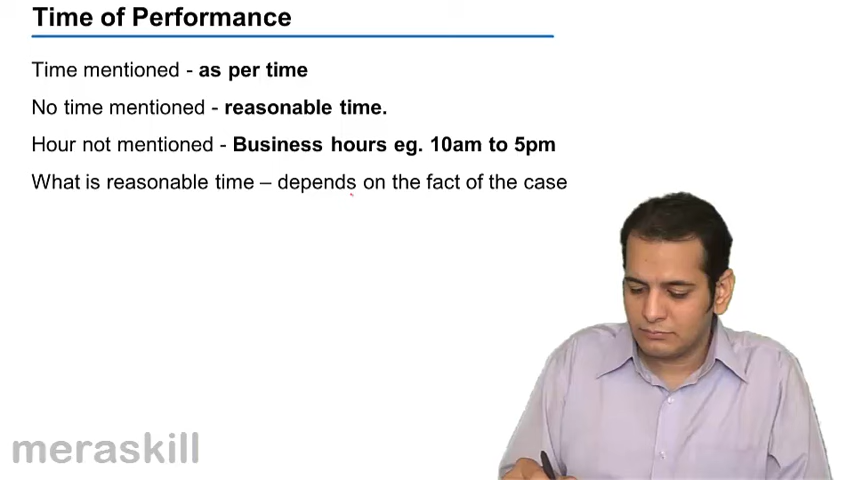 Time of Performance
Time mentioned - as per time
No time mentioned - reasonable time.
Hour not mentioned - Business hours eg. 10am to 5pm
What is reasonable time – depends on the fact of the case
meraskill